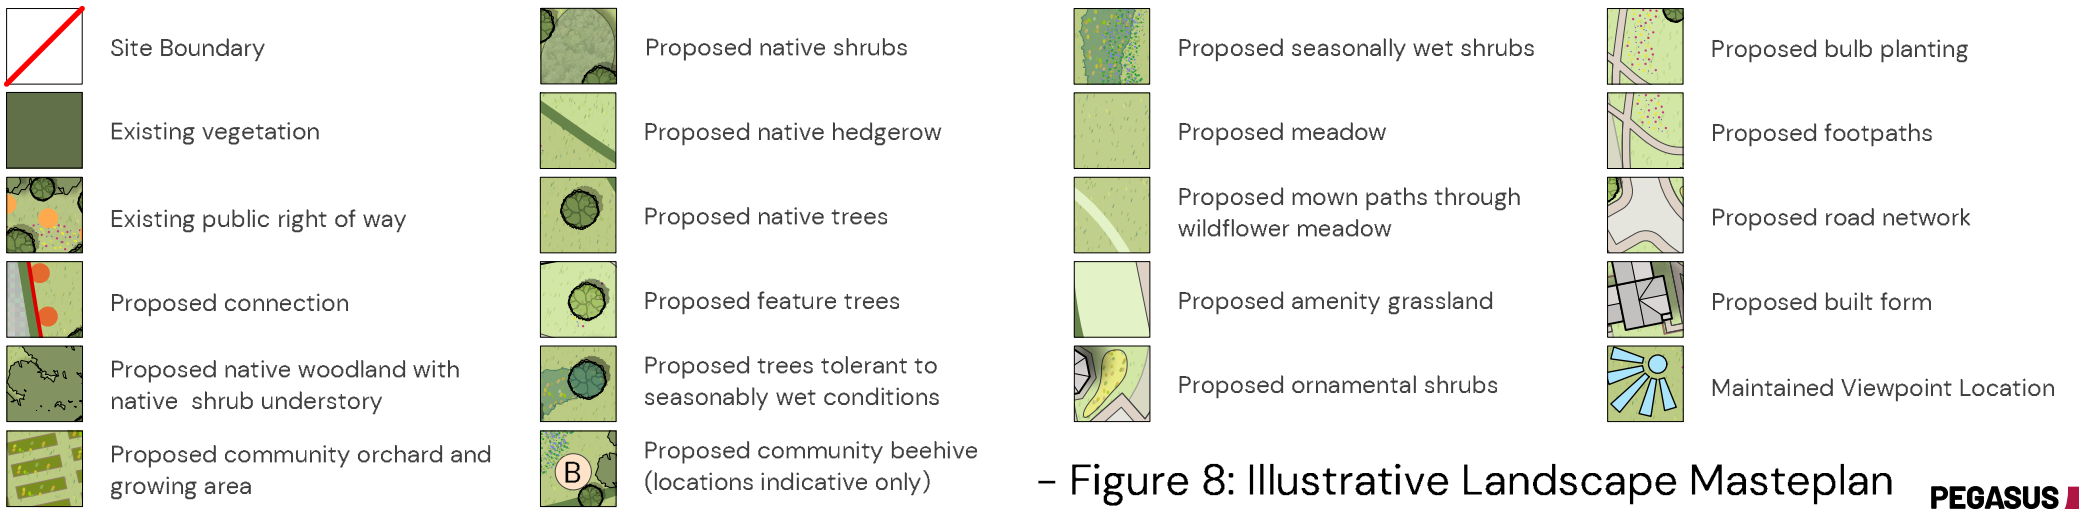 Site Boundary
Existing vegetation
Existing public right of way
Proposed connection
Proposed native woodland with
native shrub understory
Proposed community orchard and
growing area
Proposed native shrubs
Proposed native hedgerow
Proposed native trees
Proposed feature trees
Proposed trees tolerant to
seasonably wet conditions
B
Proposed community beehive
(locations indicative only)
Proposed seasonally wet shrubs
Proposed meadow
Proposed mown paths through
wildflower meadow
Proposed amenity grassland
Proposed ornamental shrubs
Proposed bulb planting
Proposed footpaths
Proposed road network
Proposed built form
Maintained Viewpoint Location
- Figure 8: Illustrative Landscape Masteplan
PEGASUS